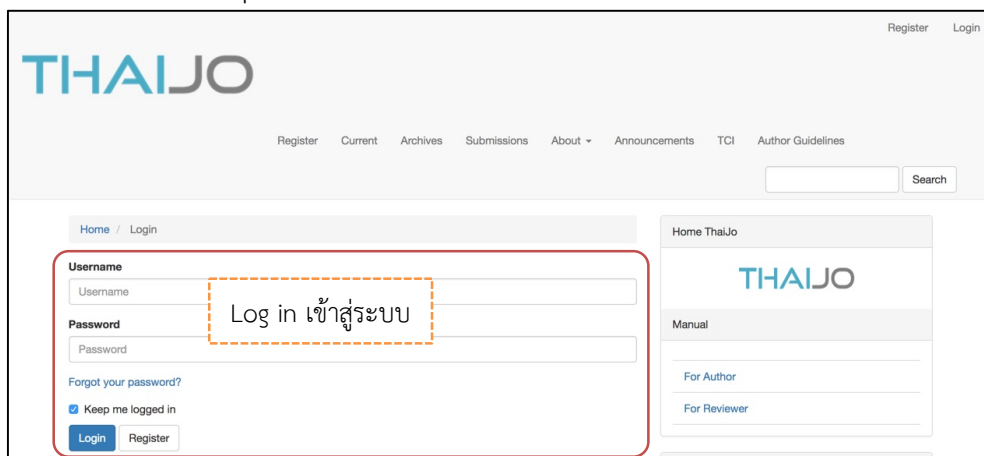 Register Login
THAIJO
Register Current Archives Submissions About Announcements TCI Author Guidelines
Search
Home / Login
Username
Username
Password
Password
Log in เข้าสู่ระบบ
Forgot your password?
Keep me logged in
Login Register
Home ThaiJo
THAIJO
Manual
For Author
For Reviewer